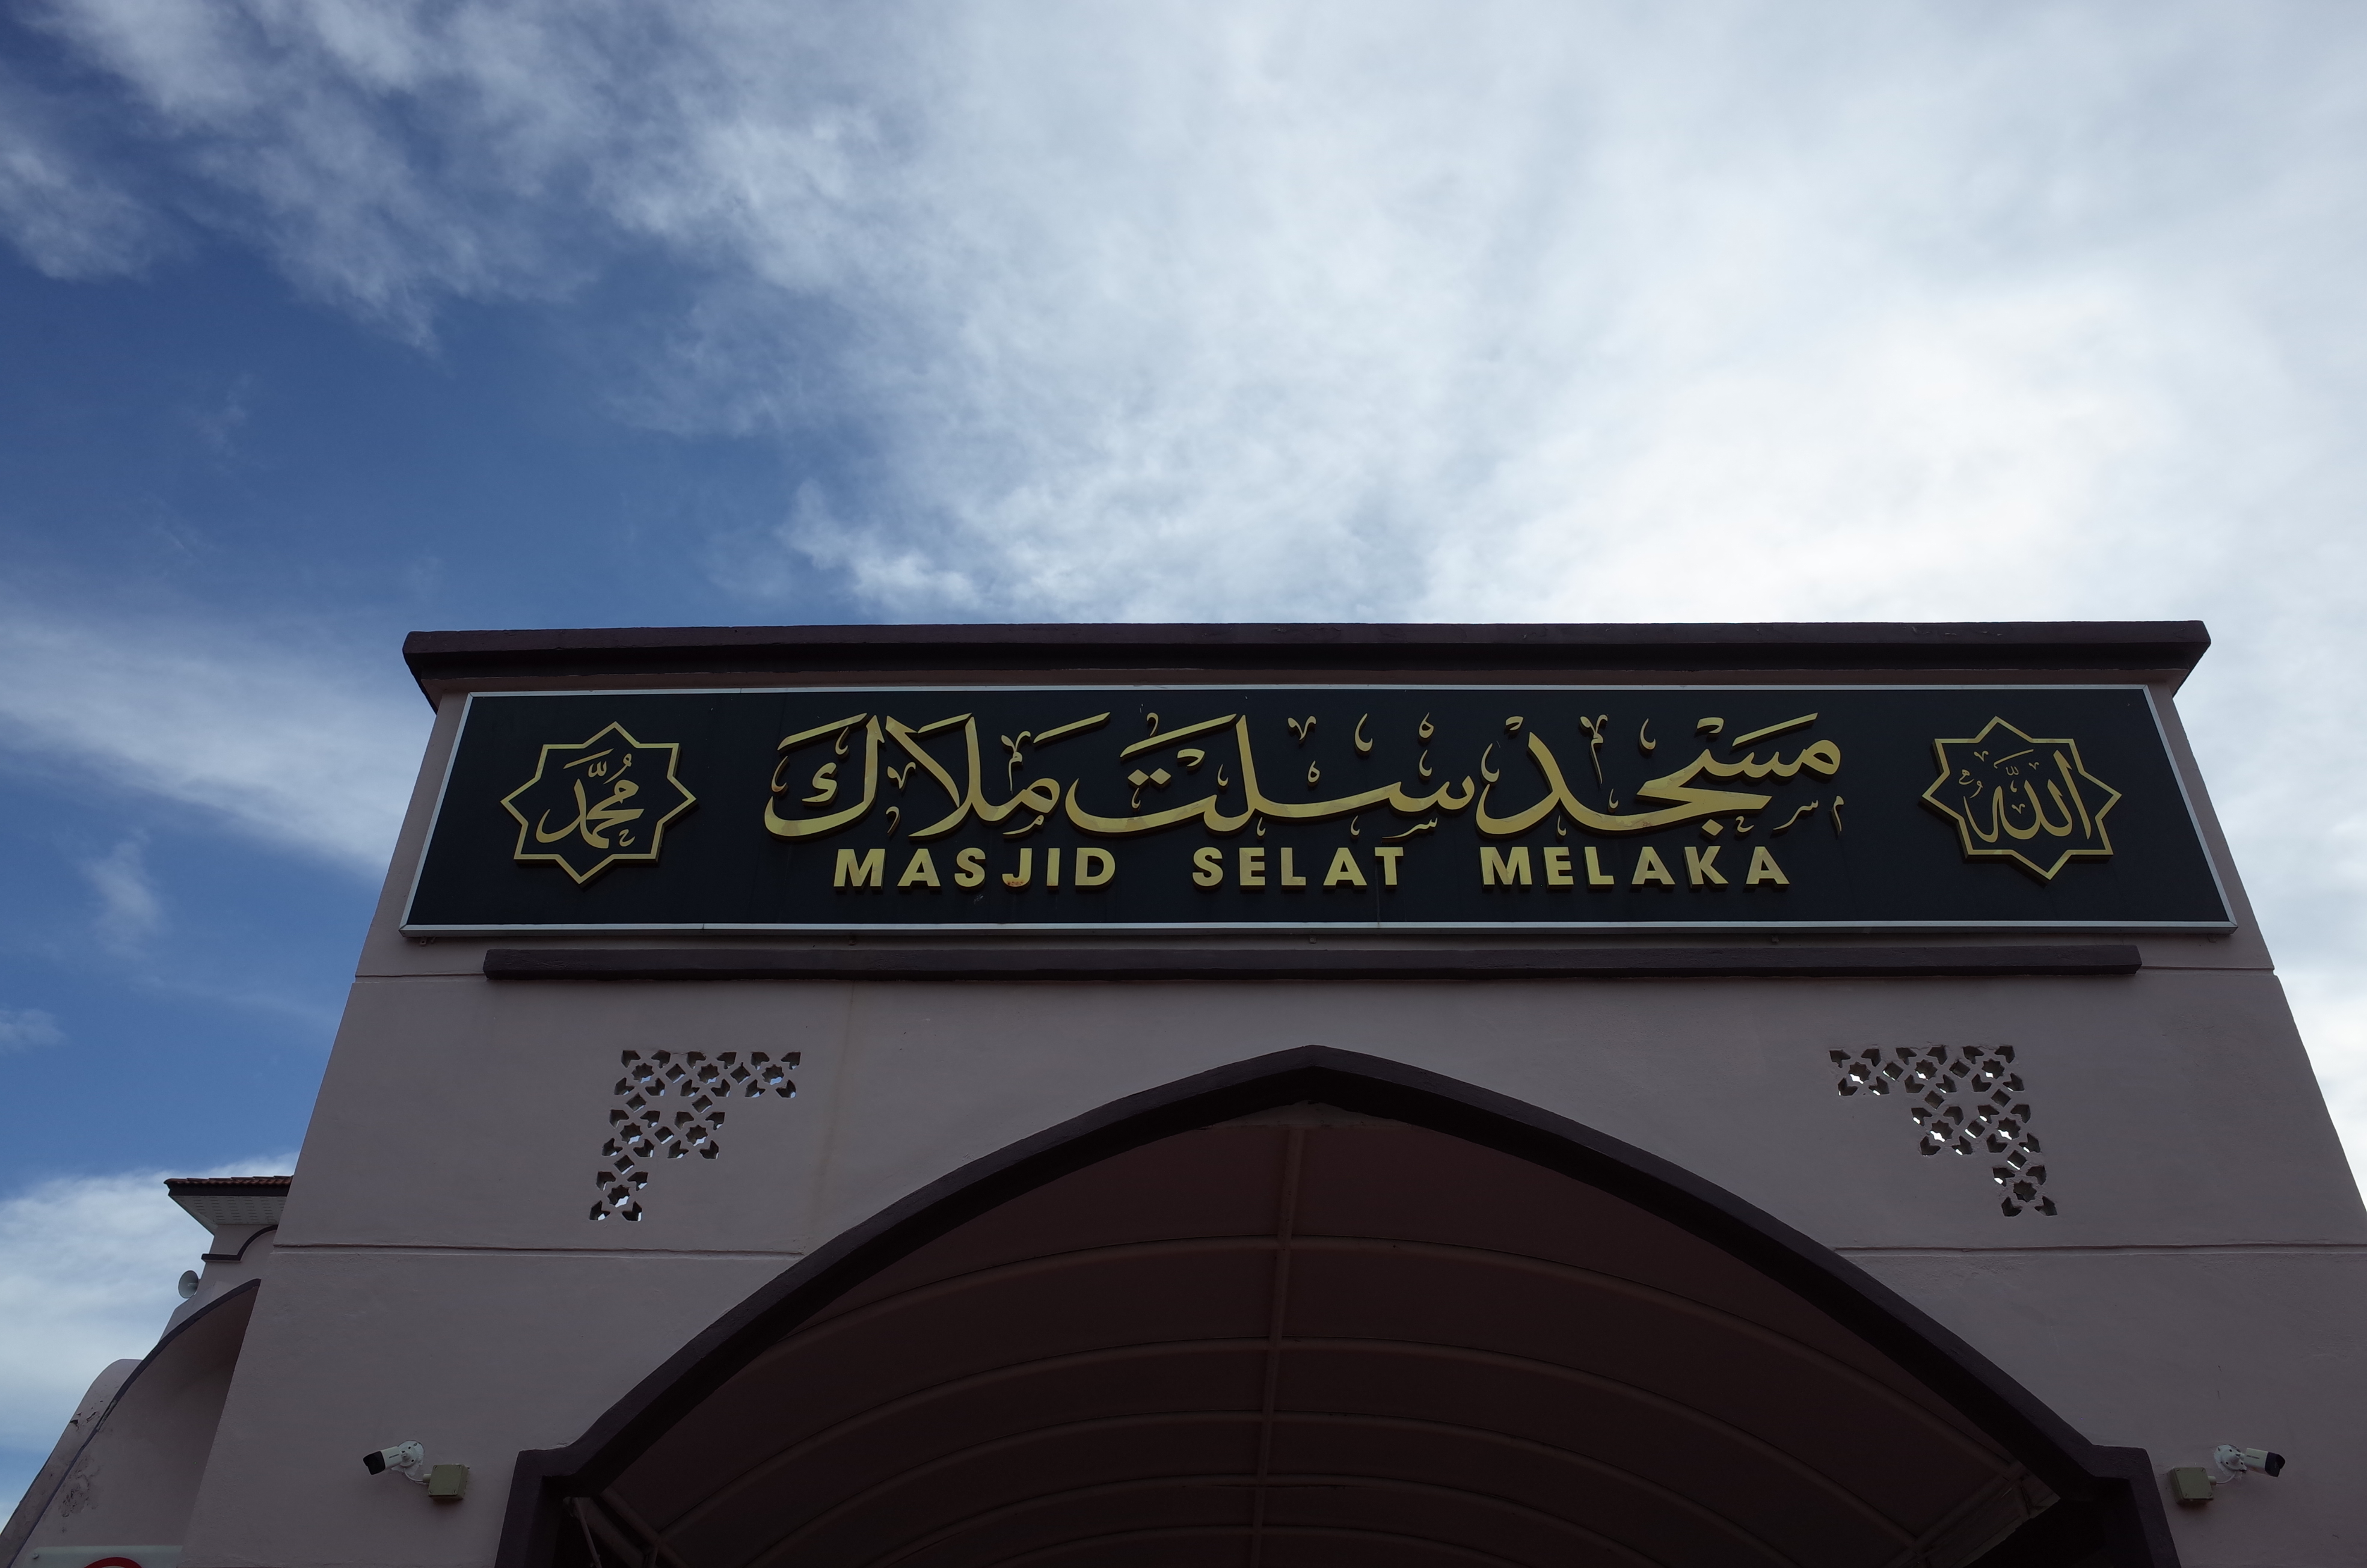 الله
مسجد سلت ملاك
محمد
MASJID SELAT MELAKA